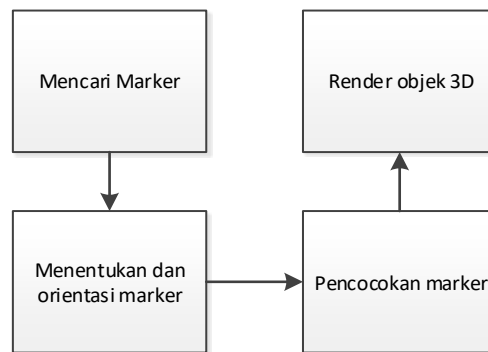 Mencari Marker
Render objek 3D
Menentukan dan
orientasi marker
Pencocokan marker